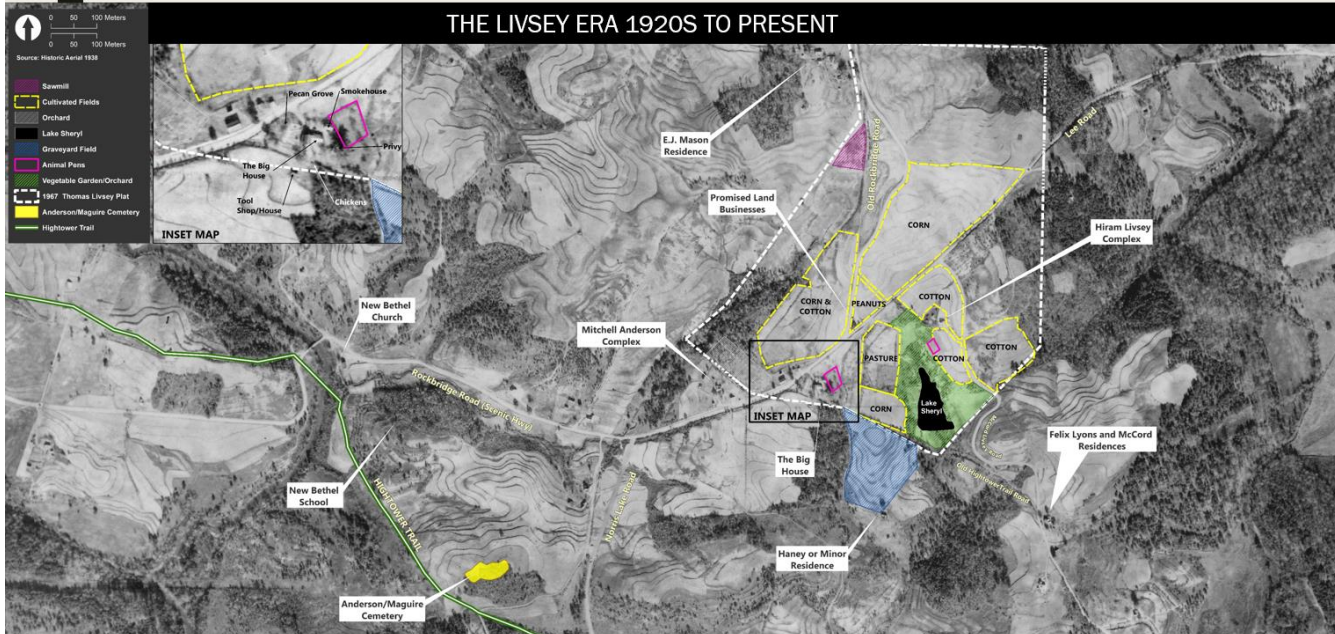 THE LIVSEY ERA 1920S TO PRESENT
0 50 100 Meters
0 50 100 Meters
Source: Historic Aerial 1938
Sawmill
Cultivated Fields
Orchard
Lake Sheryl
Graveyard Field
Animal Pens
Vegetable Garden/Orchard
1967 Thomas Livsey Plat
Anderson/Maguire Cemetery
Hightower Trail
Pecan Grove
Smokehouse
Privy
The Big
House
Tool
Shop/House
Chickens
INSET MAP
E.J. Mason
Residence
Old Rockbridge Road
Lee Road
Promised Land
Businesses
CORN
Hiram Livsey
Complex
CORN &
COTTON
PEANUTS
COTTON
New Bethel
Church
Mitchell Anderson
Complex
PASTURE
COTTON
COTTON
Rockbridge Road (Scenic Hwy)
INSET MAP
CORN
Lake
Sheryl
Felix Lyons and McCord
Residences
The Big
House
Old HightowerTrail Road
New Bethel
School
HIGHTOWER TRAIL
Norris Lake Road
Haney or Minor
Residence
Anderson/Maguire
Cemetery